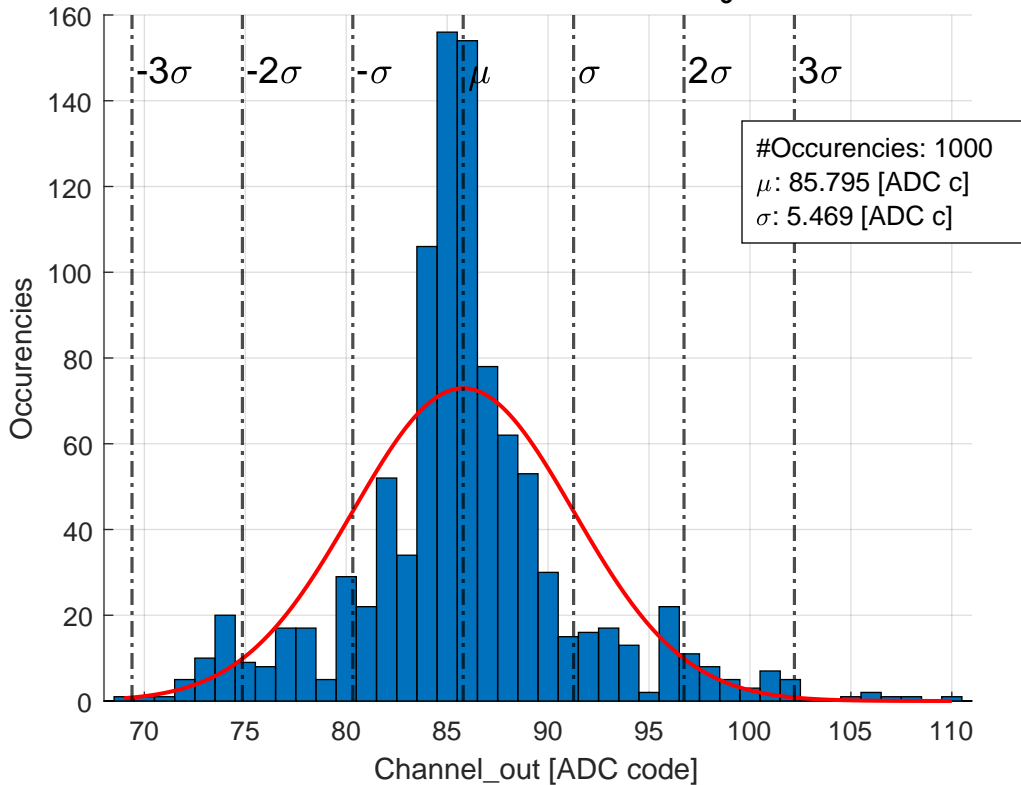 160
140
120
100
80
60
40
20
0
Occurencies
-3σ -2σ -σ μ σ 2σ 3σ
#Occurencies: 1000
μ: 85.795 [ADC c]
σ: 5.469 [ADC c]
70 75 80 85 90 95 100 105 110
Channel_out [ADC code]